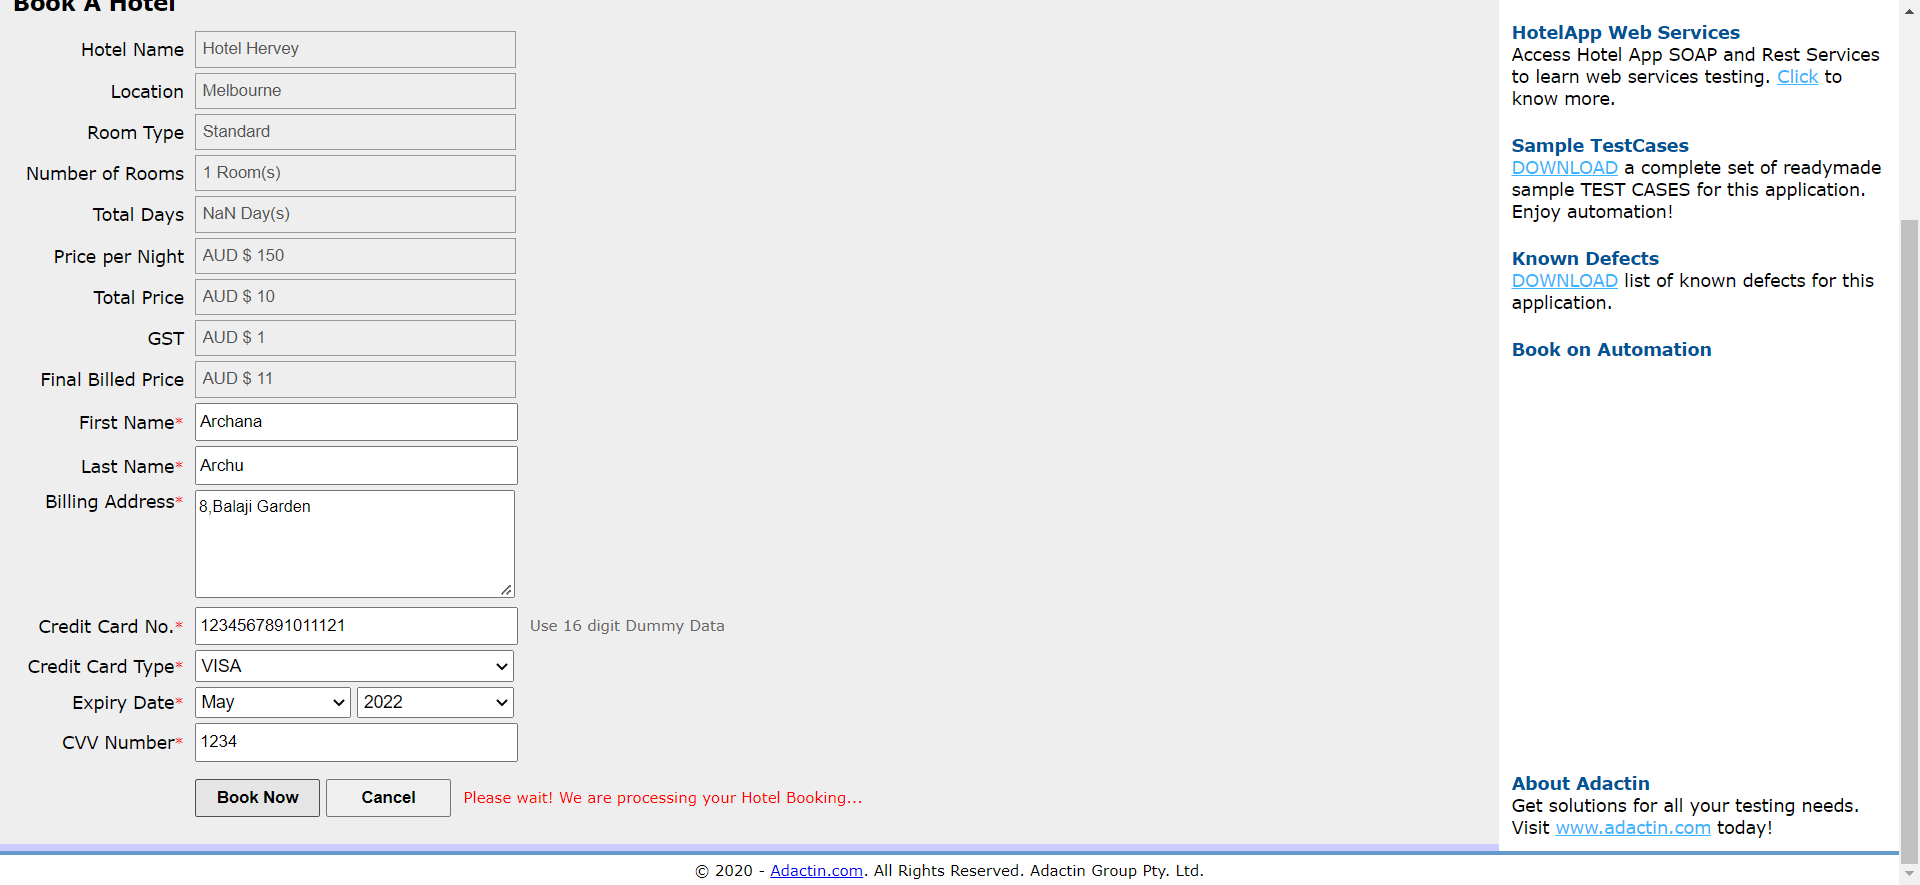 Book A Hotel
Hotel Name Hotel Hervey
Location Melbourne
Room Type Standard
Number of Rooms 1 Room(s)
Total Days NaN Day(s)
Price per Night AUD $ 150
Total Price AUD $ 10
GST AUD $ 1
Final Billed Price AUD $ 11
First Name* Archana
Last Name* Archu
Billing Address* 8,Balaji Garden
Credit Card No.* 1234567891011121 Use 16 digit Dummy Data
Credit Card Type* VISA
Expiry Date* May 2022
CVV Number* 1234
Book Now Cancel Please wait! We are processing your Hotel Booking...
HotelApp Web Services
Access Hotel App SOAP and Rest Services
to learn web services testing. Click to
know more.
Sample TestCases
DOWNLOAD a complete set of readymade
sample TEST CASES for this application.
Enjoy automation!
Known Defects
DOWNLOAD list of known defects for this
application.
Book on Automation
About Adactin
Get solutions for all your testing needs.
Visit www.adactin.com today!
© 2020 - Adactin.com. All Rights Reserved. Adactin Group Pty. Ltd.